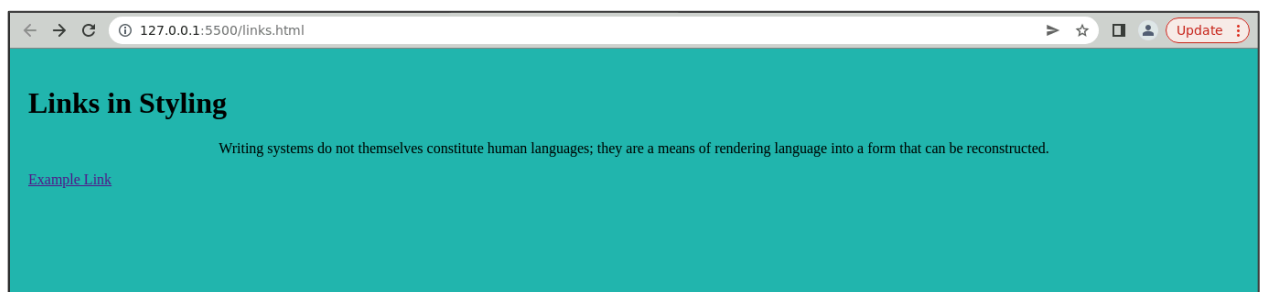 127.0.0.1:5500/links.html
Update
Links in Styling
Writing systems do not themselves constitute human languages; they are a means of rendering language into a form that can be reconstructed.
Example Link